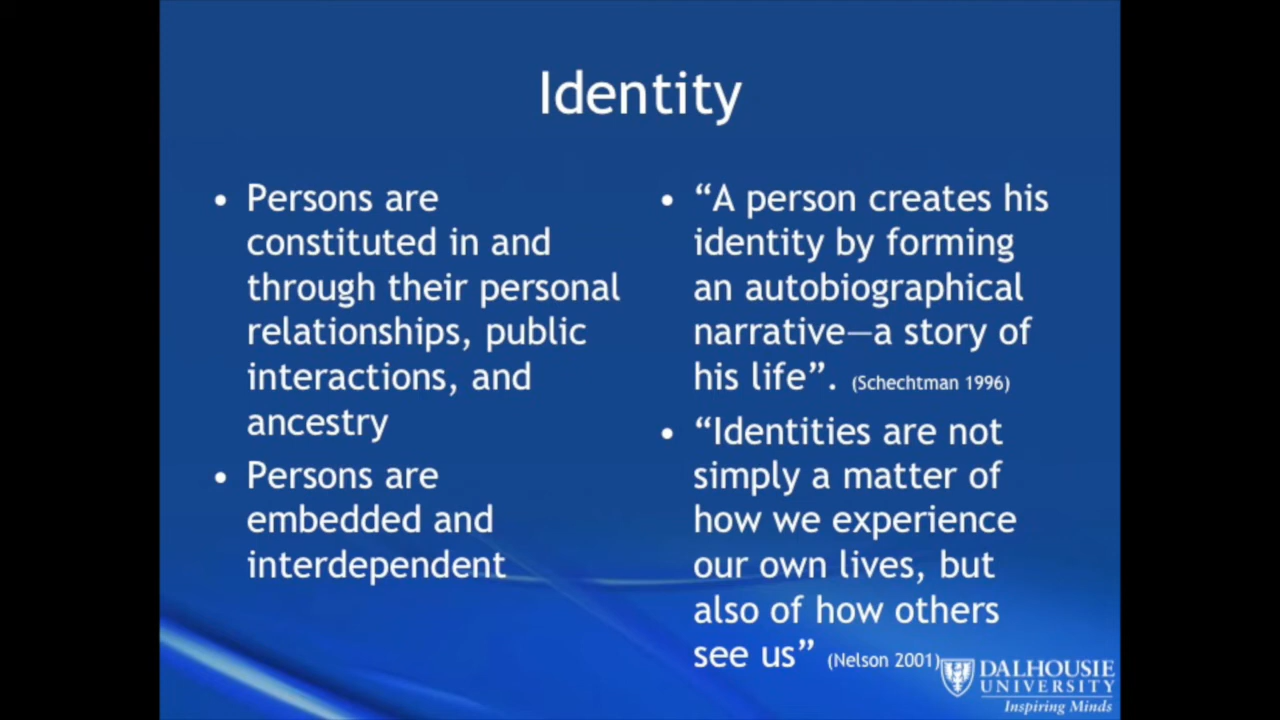 Identity
• Persons are
constituted in and
through their personal
relationships, public
interactions, and
ancestry
• Persons are
embedded and
interdependent
• “A person creates his
identity by forming
an autobiographical
narrative—a story of
his life”. (Schechtman 1996)
• “Identities are not
simply a matter of
how we experience
our own lives, but
also of how others
see us” (Nelson 2001)
DALHOUSIE
UNIVERSITY
Inspiring Minds